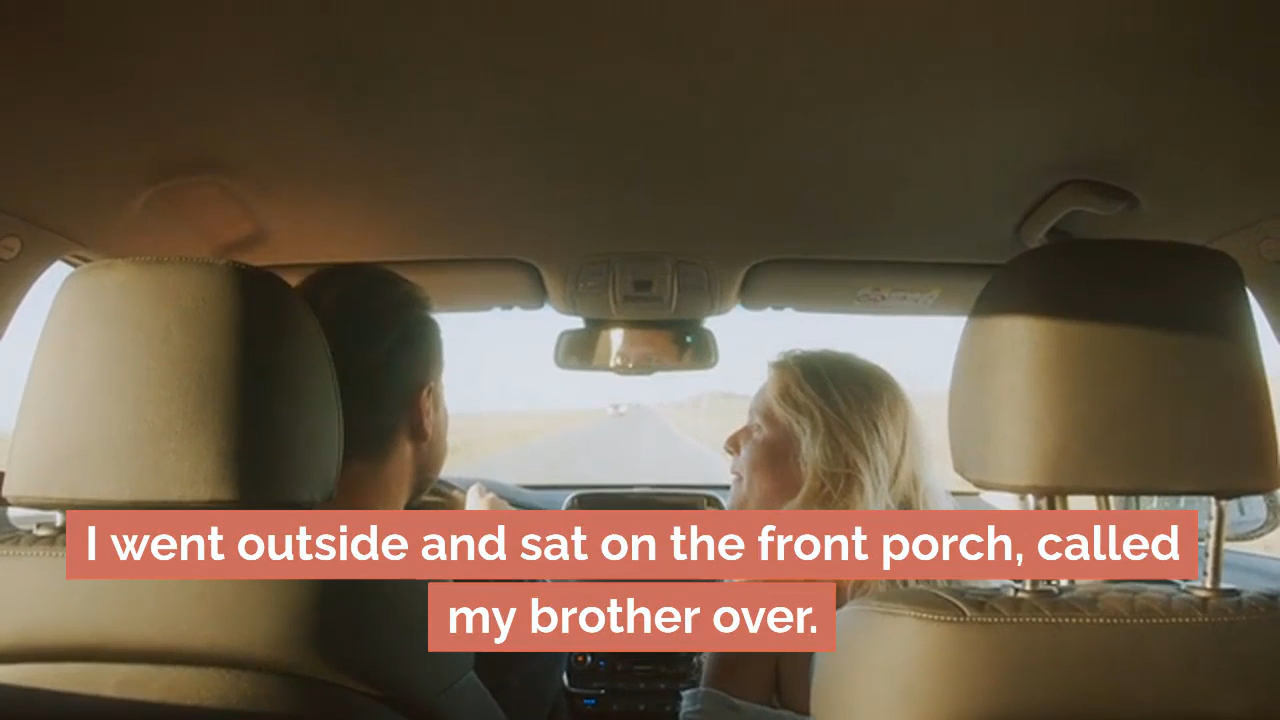 I went outside and sat on the front porch, called
my brother over.